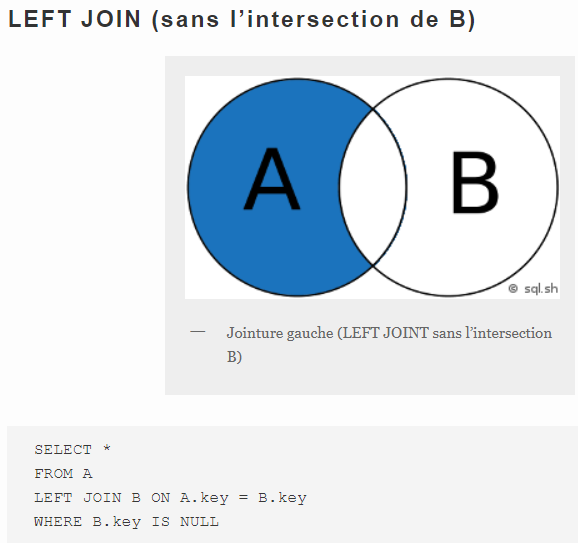 LEFT JOIN (sans l’intersection de B)
A
B
© sql.sh
— Jointure gauche (LEFT JOINT sans l’intersection
B)
SELECT *
FROM A
LEFT JOIN B ON A.key = B.key
WHERE B.key IS NULL